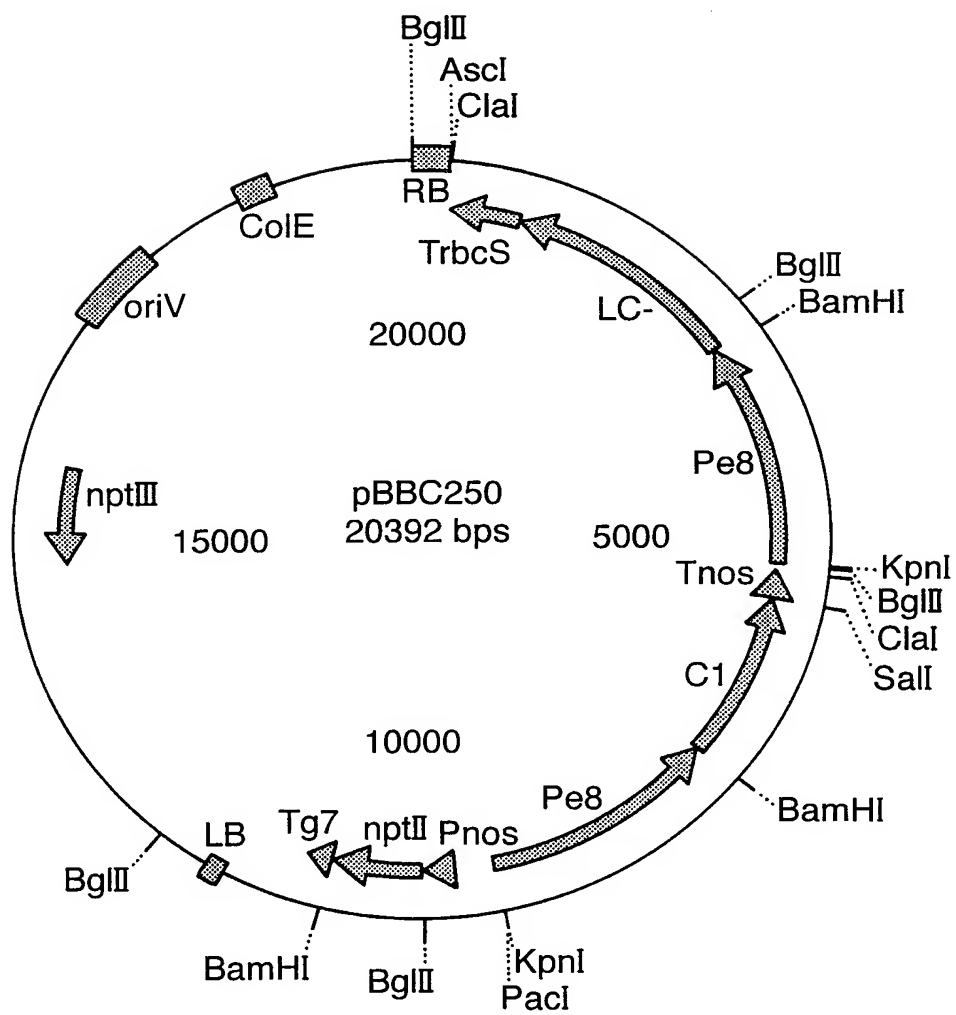 BglII
AscI
ClaI
RB
ColE
TrbcS
BglII
BamHI
oriV
LC-
20000
Pe8
nptIII
pBBC250
15000
20392 bps
5000
Tnos
KpnI
BglII
ClaI
SalI
C1
10000
Pe8
BamHI
Tg7
nptII
Pnos
LB
BglII
BamHI
BglII
KpnI
PacI